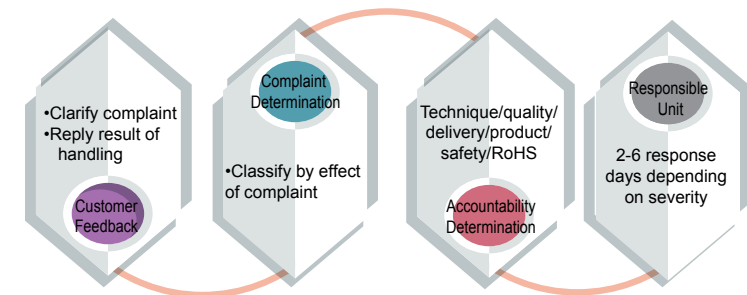 •Clarify complaint
•Reply result of
handling
Customer
Feedback
Complaint
Determination
•Classify by effect
of complaint
Technique/quality/
delivery/product/
safety/RoHS
Accountability
Determination
Responsible
Unit
2-6 response
days depending
on severity